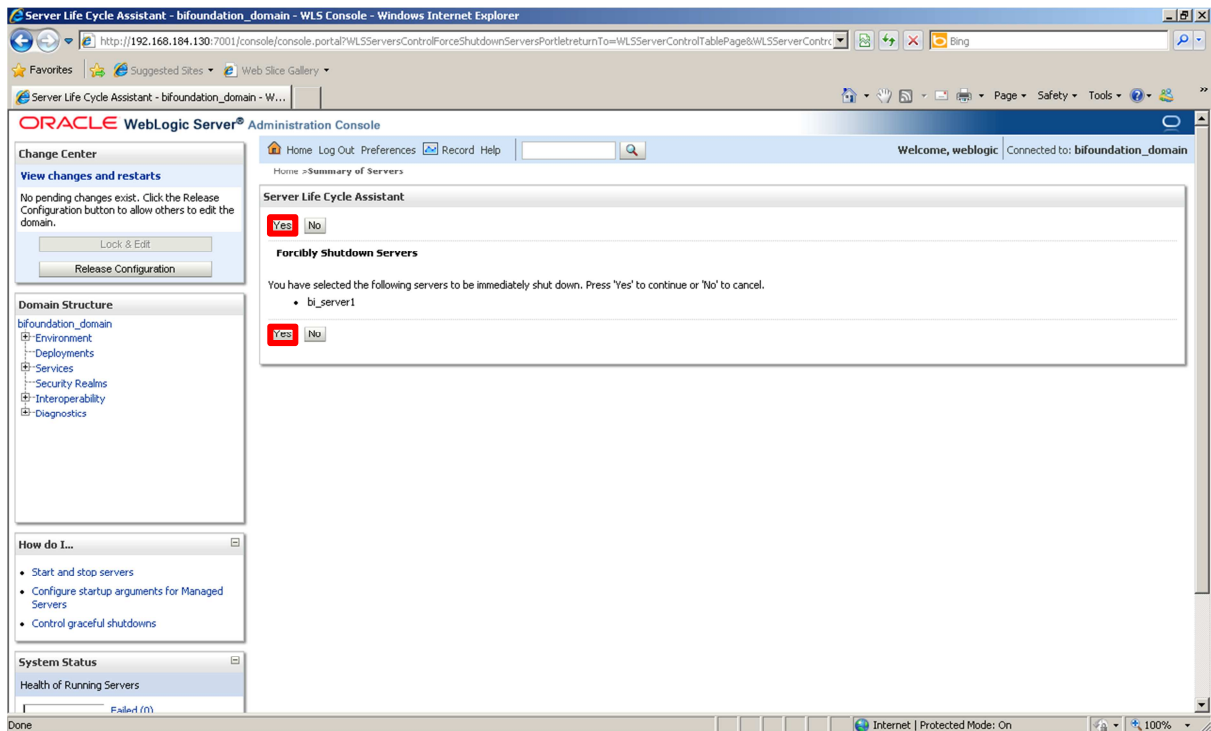 Server Life Cycle Assistant - bifoundation_domain - WLS Console - Windows Internet Explorer
http://192.168.184.130:7001/console/console.portal?WLSServersControlForceShutdownServersPortletreturnTo=WLSServerControlTablePage&WLSServerContrc
Bing
Favorites Suggested Sites Web Slice Gallery
Server Life Cycle Assistant - bifoundation_domain - W...
Page Safety Tools
ORACLE WebLogic Server® Administration Console
Change Center
View changes and restarts
No pending changes exist. Click the Release
Configuration button to allow others to edit the
domain.
Lock & Edit
Release Configuration
Domain Structure
bifoundation_domain
Environment
Deployments
Services
Security Realms
Interoperability
Diagnostics
How do I...
• Start and stop servers
• Configure startup arguments for Managed
Servers
• Control graceful shutdowns
System Status
Health of Running Servers
Failed (0)
Home Log Out Preferences Record Help
Welcome, weblogic Connected to: bifoundation_domain
Home >Summary of Servers
Server Life Cycle Assistant
Yes No
Forcibly Shutdown Servers
You have selected the following servers to be immediately shut down. Press 'Yes' to continue or 'No' to cancel.
• bi_server1
Yes No
Done
Internet | Protected Mode: On
100%